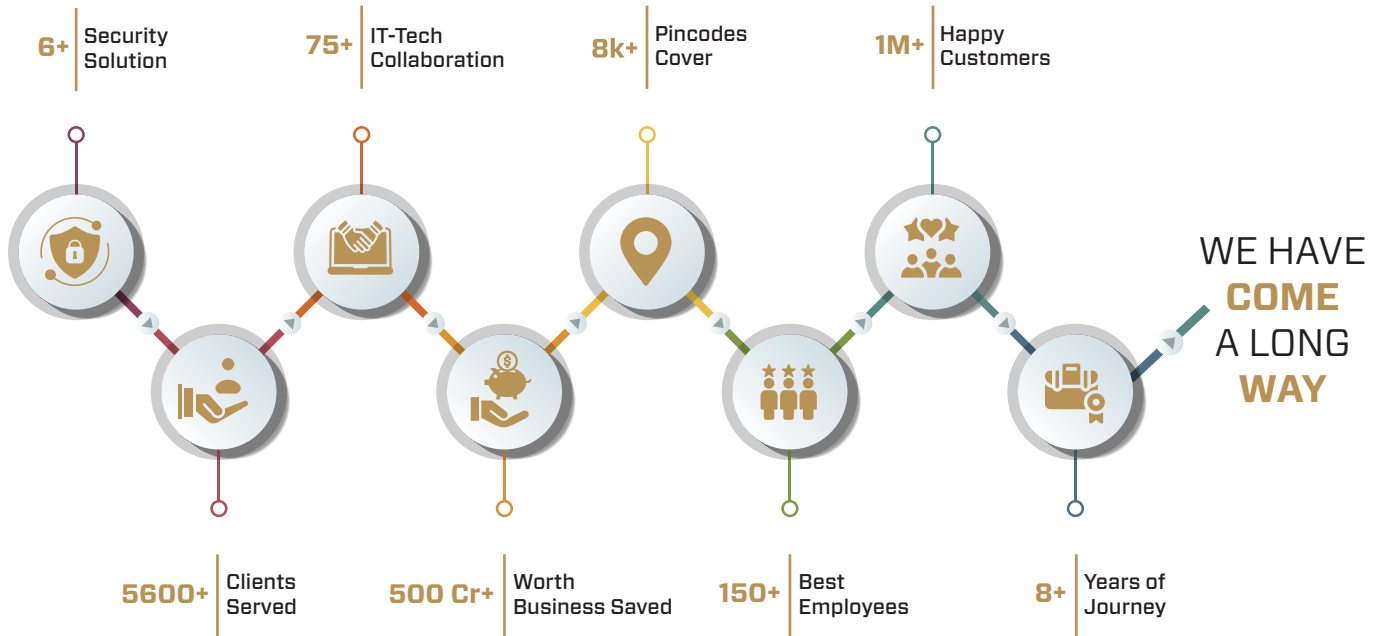 6+ Security
Solution
75+ IT-Tech
Collaboration
8k+ Pincodes
Cover
1M+ Happy
Customers
WE HAVE
COME
A LONG
WAY
5600+ Clients
Served
500 Cr+ Worth
Business Saved
150+ Best
Employees
8+ Years of
Journey